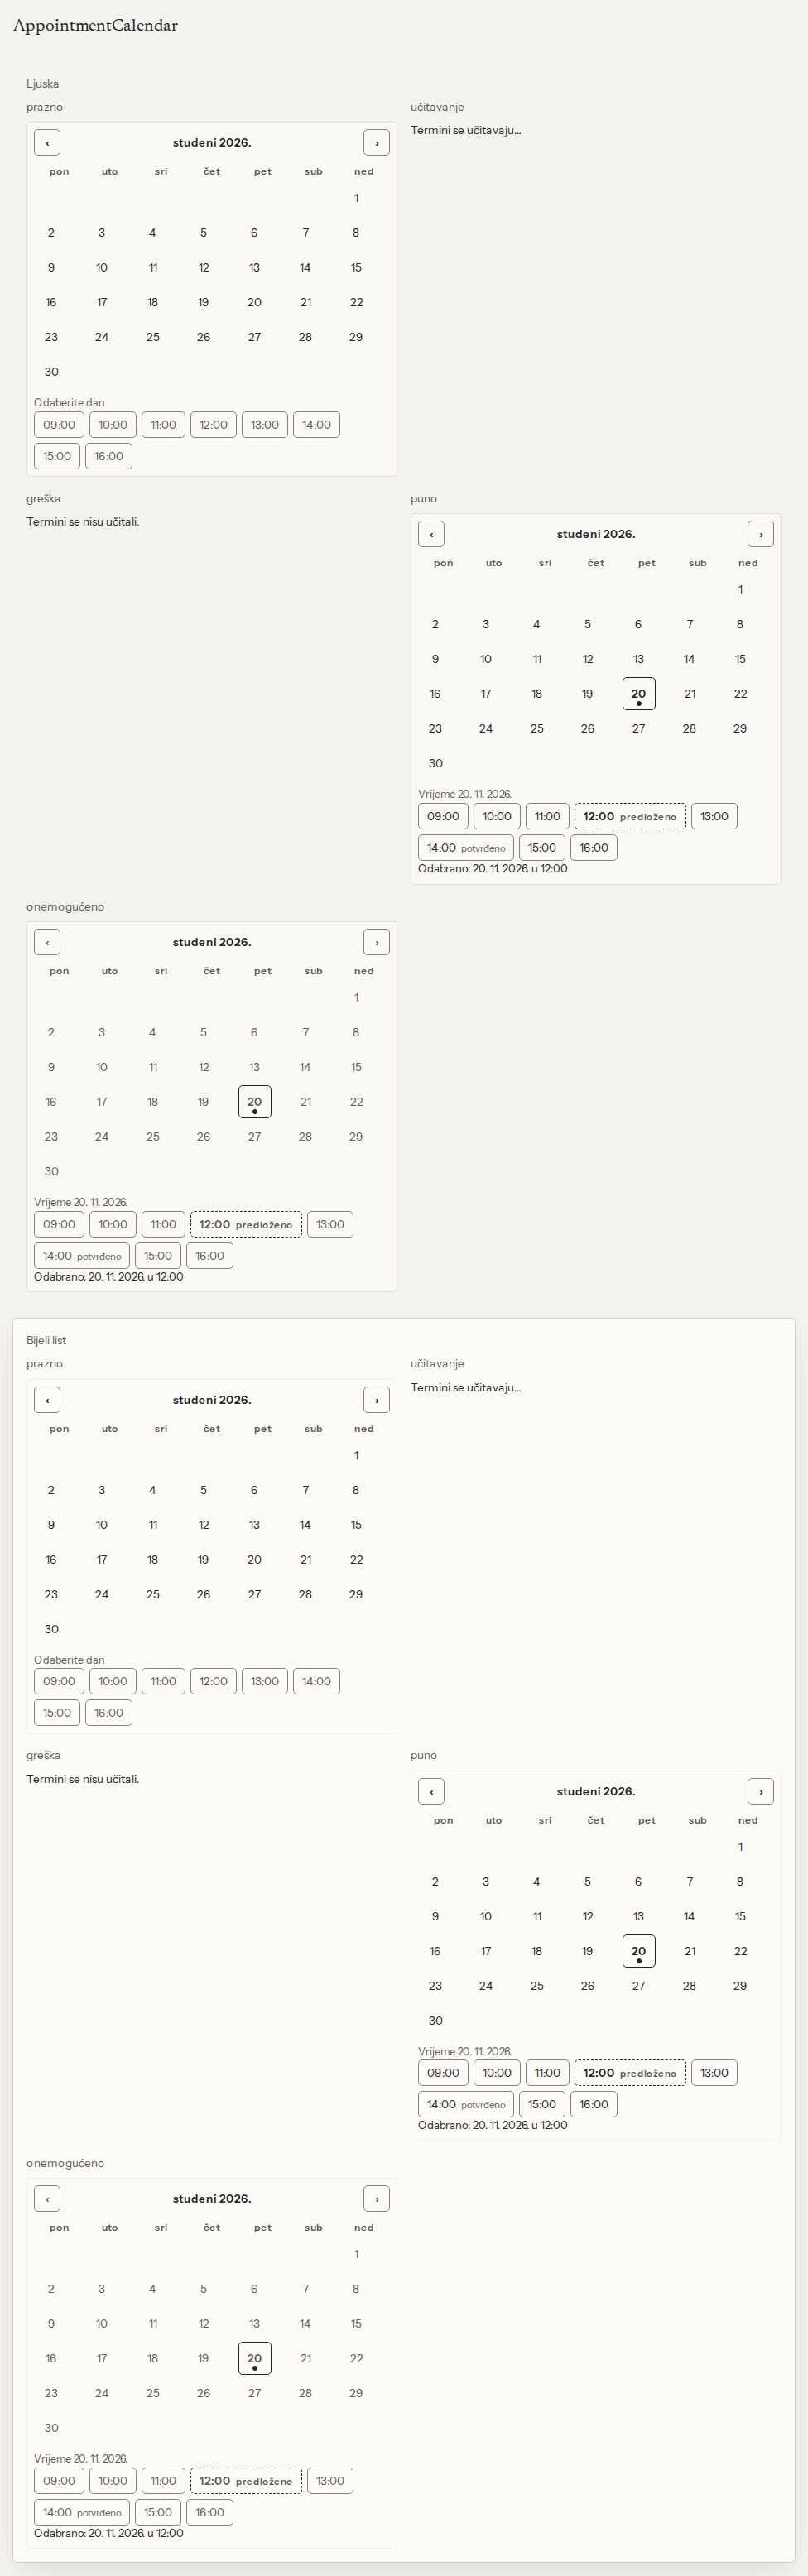 AppointmentCalendar
Ljuska
prazno
‹ studeni 2026. ›
pon uto sri čet pet sub ned
1
2 3 4 5 6 7 8
9 10 11 12 13 14 15
16 17 18 19 20 21 22
23 24 25 26 27 28 29
30
Odaberite dan
09:00 10:00 11:00 12:00 13:00 14:00
15:00 16:00
učitavanje
Termini se učitavaju…
greška
Termini se nisu učitali.
puno
‹ studeni 2026. ›
pon uto sri čet pet sub ned
1
2 3 4 5 6 7 8
9 10 11 12 13 14 15
16 17 18 19 20 21 22
23 24 25 26 27 28 29
30
Vrijeme 20. 11. 2026.
09:00 10:00 11:00 12:00 predloženo 13:00
14:00 potvrđeno 15:00 16:00
Odabrano: 20. 11. 2026. u 12:00
onemogućeno
‹ studeni 2026. ›
pon uto sri čet pet sub ned
1
2 3 4 5 6 7 8
9 10 11 12 13 14 15
16 17 18 19 20 21 22
23 24 25 26 27 28 29
30
Vrijeme 20. 11. 2026.
09:00 10:00 11:00 12:00 predloženo 13:00
14:00 potvrđeno 15:00 16:00
Odabrano: 20. 11. 2026. u 12:00
Bijeli list
prazno
‹ studeni 2026. ›
pon uto sri čet pet sub ned
1
2 3 4 5 6 7 8
9 10 11 12 13 14 15
16 17 18 19 20 21 22
23 24 25 26 27 28 29
30
Odaberite dan
09:00 10:00 11:00 12:00 13:00 14:00
15:00 16:00
učitavanje
Termini se učitavaju…
greška
Termini se nisu učitali.
puno
‹ studeni 2026. ›
pon uto sri čet pet sub ned
1
2 3 4 5 6 7 8
9 10 11 12 13 14 15
16 17 18 19 20 21 22
23 24 25 26 27 28 29
30
Vrijeme 20. 11. 2026.
09:00 10:00 11:00 12:00 predloženo 13:00
14:00 potvrđeno 15:00 16:00
Odabrano: 20. 11. 2026. u 12:00
onemogućeno
‹ studeni 2026. ›
pon uto sri čet pet sub ned
1
2 3 4 5 6 7 8
9 10 11 12 13 14 15
16 17 18 19 20 21 22
23 24 25 26 27 28 29
30
Vrijeme 20. 11. 2026.
09:00 10:00 11:00 12:00 predloženo 13:00
14:00 potvrđeno 15:00 16:00
Odabrano: 20. 11. 2026. u 12:00